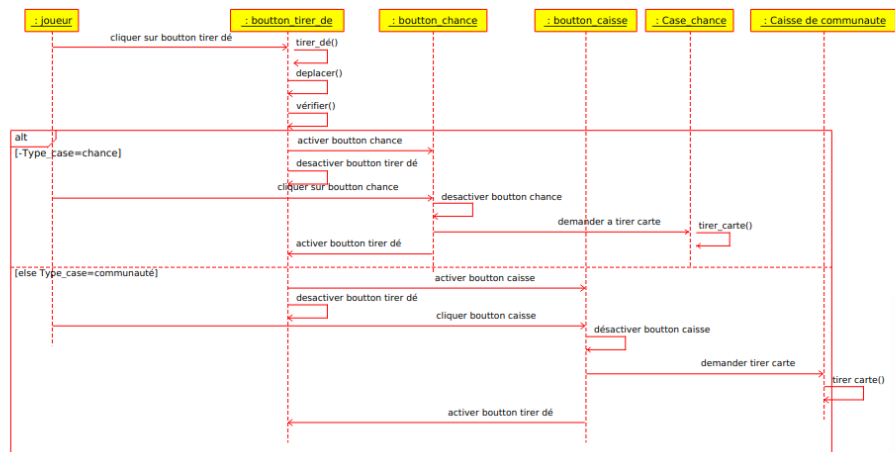 : joueur
: boutton_tirer_de
: boutton_chance
: boutton_caisse
: Case_chance
: Caisse de communaute
cliquer sur boutton tirer dé
tirer_dé()
deplacer()
vérifier()
alt
activer boutton chance
[-Type_case=chance]
desactiver boutton tirer dé
cliquer sur boutton chance
desactiver boutton chance
demander a tirer carte
tirer_carte()
activer boutton tirer dé
[else Type_case=communauté]
activer boutton caisse
desactiver boutton tirer dé
cliquer boutton caisse
désactiver boutton caisse
demander tirer carte
tirer carte()
activer boutton tirer dé